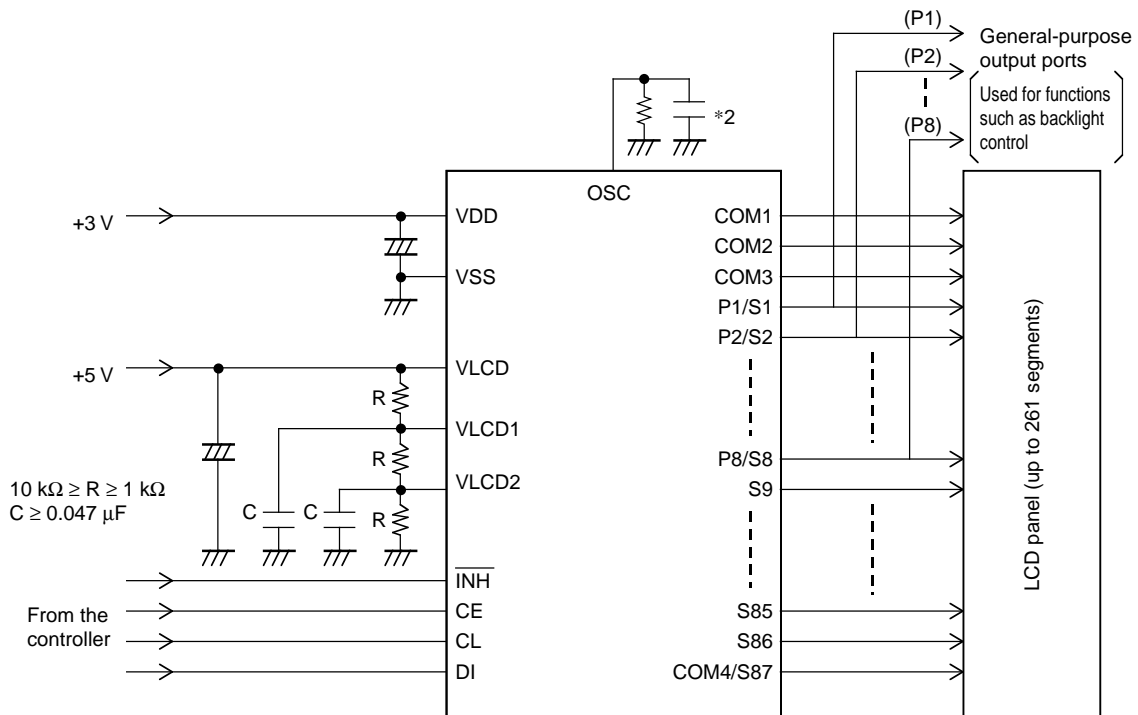 (P1)
General-purpose
output ports
(P2)
Used for functions
such as backlight
control
(P8)
*2
OSC
+3 V
VDD
VSS
+5 V
VLCD
R
VLCD1
R
VLCD2
R
C
C
10 kΩ ≥ R ≥ 1 kΩ
C ≥ 0.047 μF
INH
From the
controller
CE
CL
DI
COM1
COM2
COM3
P1/S1
P2/S2
P8/S8
S9
S85
S86
COM4/S87
LCD panel (up to 261 segments)